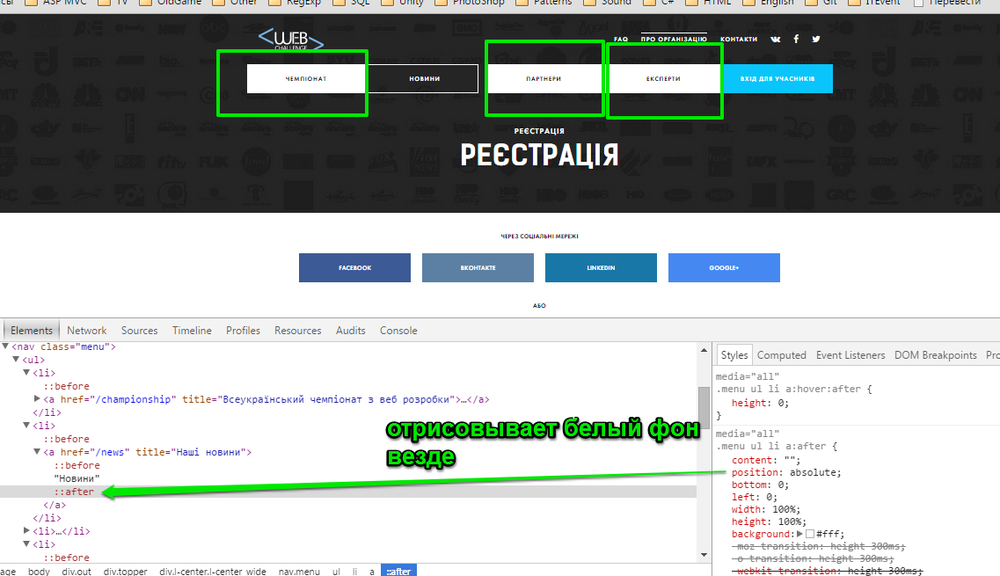 ASP MVC TV OldGame Other RegExp SQL Unity PhotoShop Patterns Sound C# HTML English Git ITEvent Перевести
WEB
CHALLENGE
FAQ ПРО ОРГАНІЗАЦІЮ КОНТАКТИ
ЧЕМПІОНАТ НОВИНИ ПАРТНЕРИ ЕКСПЕРТИ ВХІД ДЛЯ УЧАСНИКІВ
РЕЄСТРАЦІЯ
РЕЄСТРАЦІЯ
ЧЕРЕЗ СОЦІАЛЬНІ МЕРЕЖІ
FACEBOOK ВКОНТАКТЕ LINKEDIN GOOGLE+
АБО
Elements Network Sources Timeline Profiles Resources Audits Console
<nav class="menu">
<ul>
<li>
::before
<a href="/championship" title="Всеукраїнський чемпіонат з веб розробки">…</a>
</li>
<li>
::before
<a href="/news" title="Наші новини">
::before
"Новини"
::after
</a>
</li>
<li>…</li>
<li>
::before
body div.out div.topper div.l-center.l-center_wide nav.menu ul li a ::after
отрисовывает белый фон
везде
Styles Computed Event Listeners DOM Breakpoints
media="all"
.menu ul li a:hover:after {
height: 0;
}
media="all"
.menu ul li a:after {
content: "";
position: absolute;
bottom: 0;
left: 0;
width: 100%;
height: 100%;
background: #fff;
-moz-transition: height 300ms;
-o-transition: height 300ms;
-webkit-transition: height 300ms;